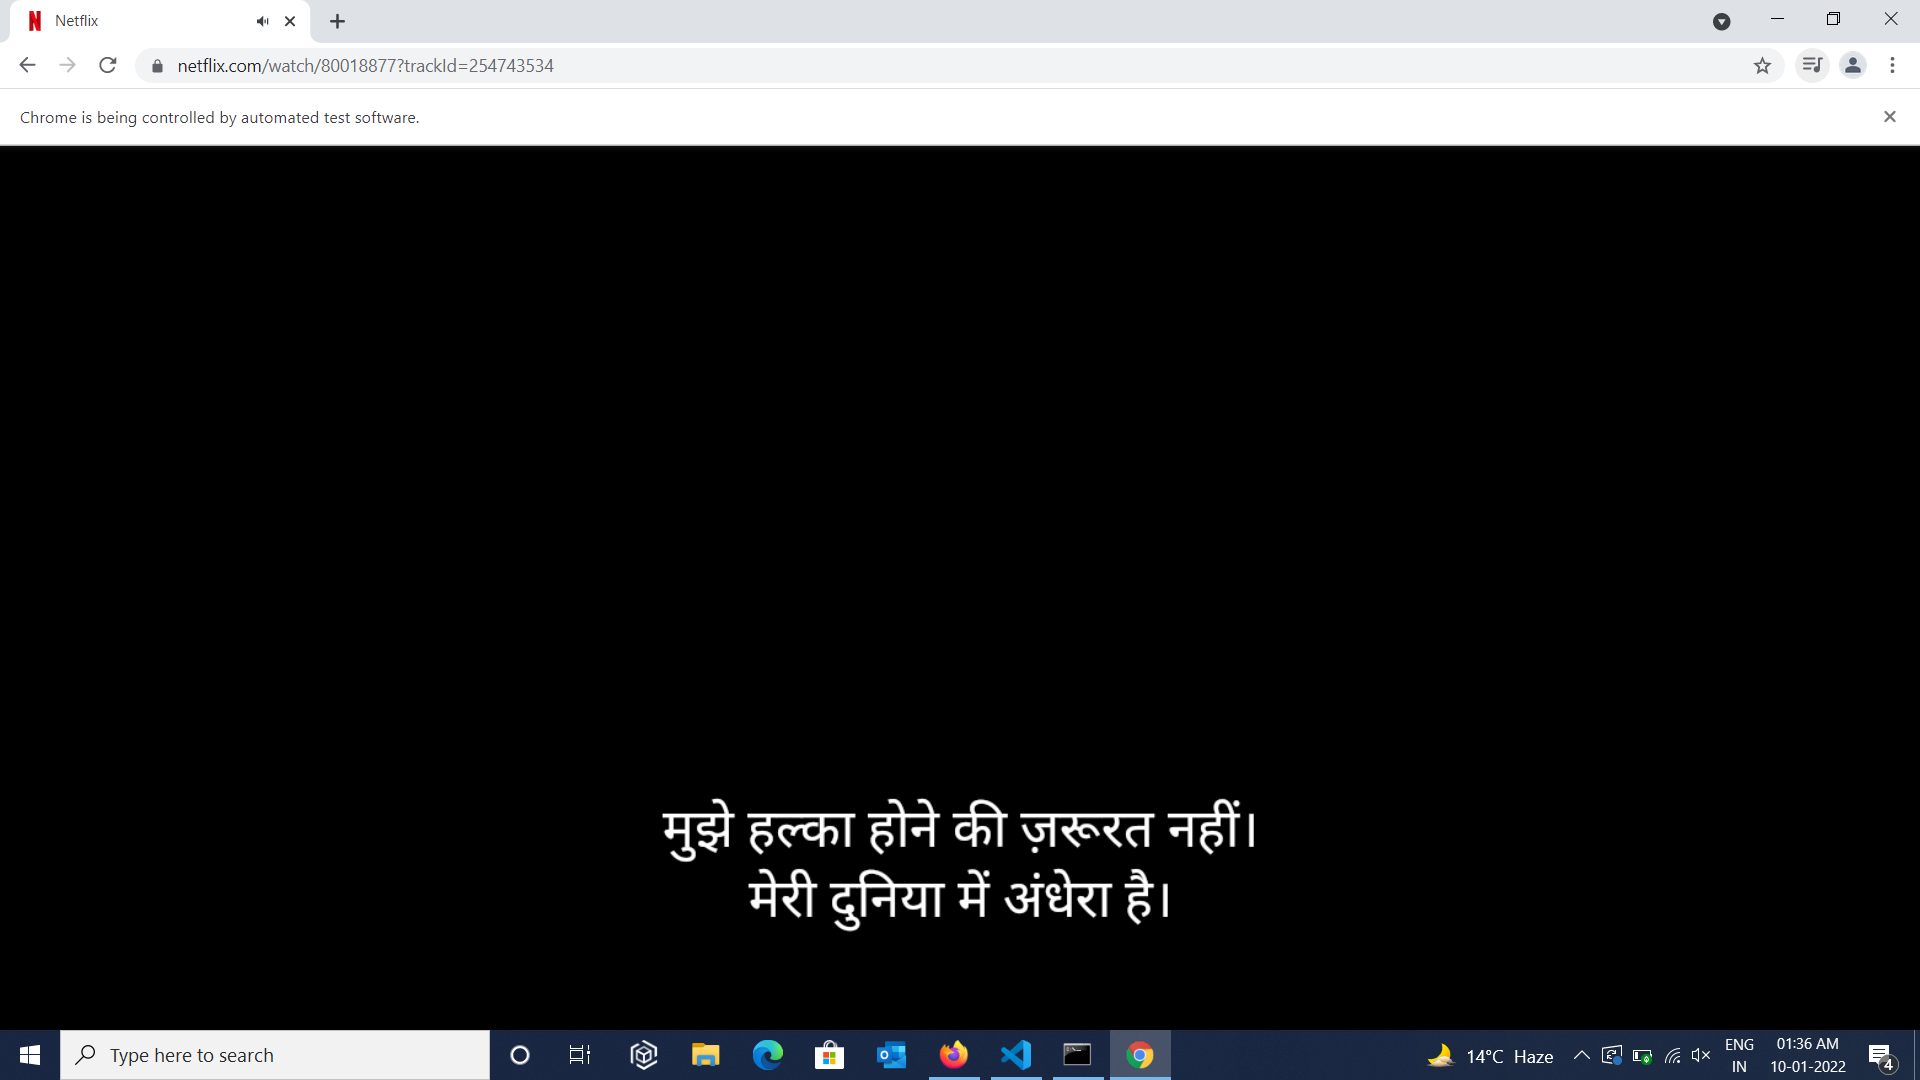 Netflix
netflix.com/watch/80018877?trackId=254743534
Chrome is being controlled by automated test software.
मुझे हल्का होने की ज़रूरत नहीं।
मेरी दुनिया में अंधेरा है।
Type here to search
14°C Haze
ENG
IN
01:36 AM
10-01-2022
4